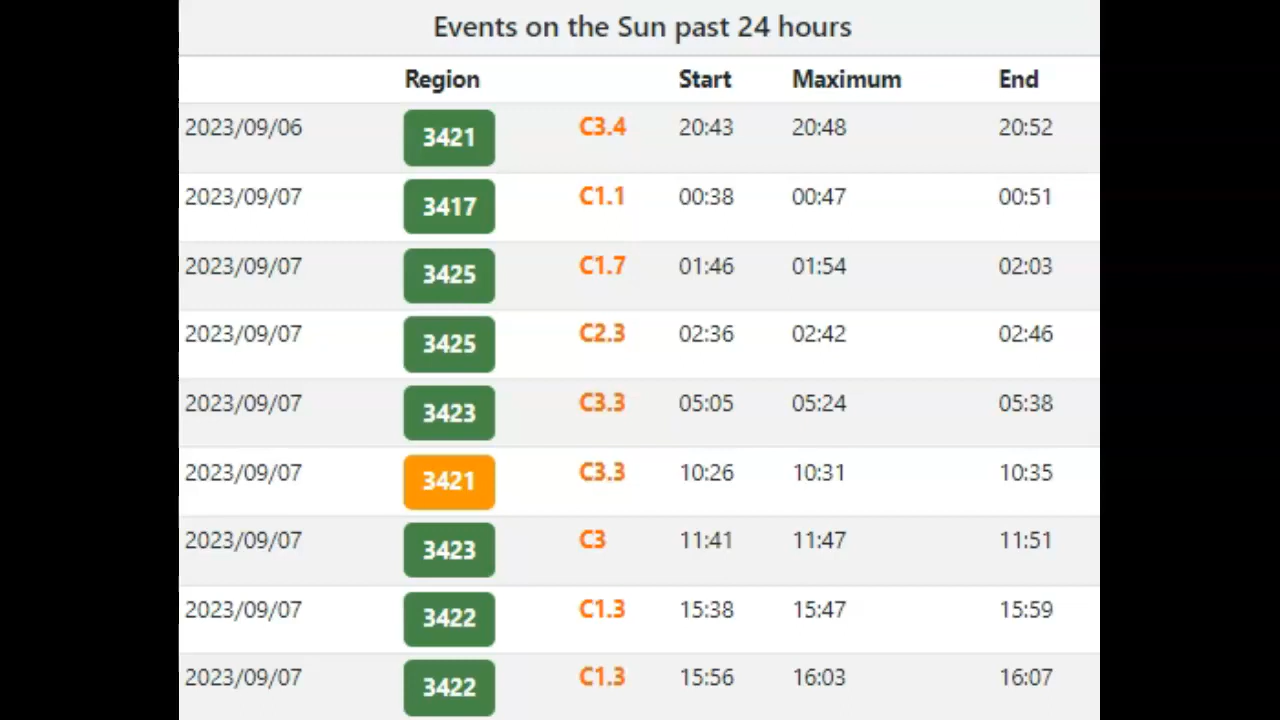 Events on the Sun past 24 hours
Region Start Maximum End
2023/09/06 3421 C3.4 20:43 20:48 20:52
2023/09/07 3417 C1.1 00:38 00:47 00:51
2023/09/07 3425 C1.7 01:46 01:54 02:03
2023/09/07 3425 C2.3 02:36 02:42 02:46
2023/09/07 3423 C3.3 05:05 05:24 05:38
2023/09/07 3421 C3.3 10:26 10:31 10:35
2023/09/07 3423 C3 11:41 11:47 11:51
2023/09/07 3422 C1.3 15:38 15:47 15:59
2023/09/07 3422 C1.3 15:56 16:03 16:07